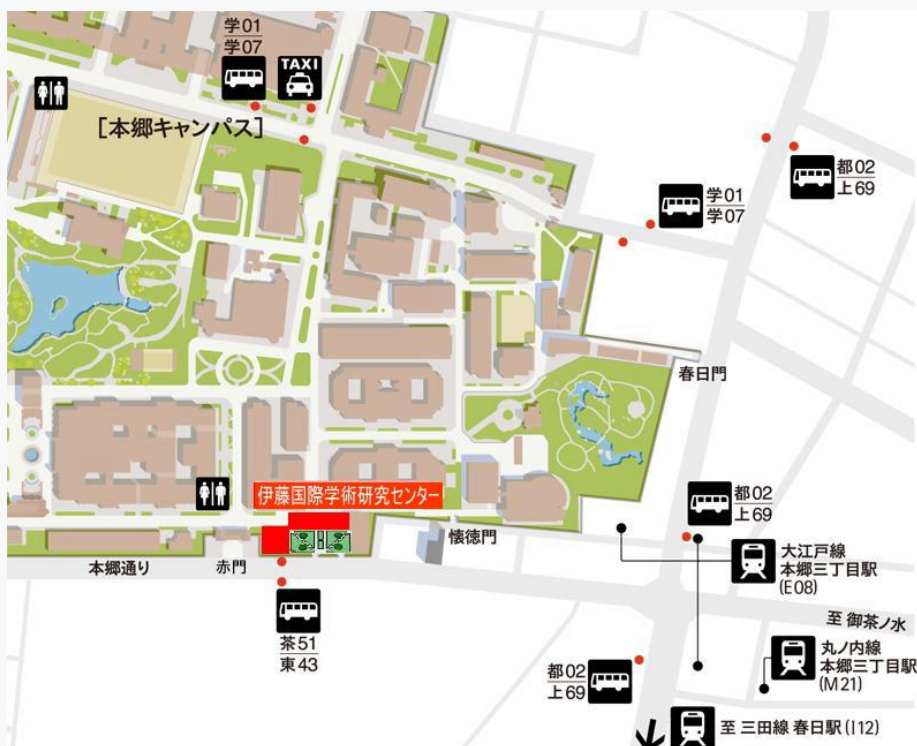 学01
学07
TAXI
[本郷キャンパス]
都02
上69
学01
学07
春日門
伊藤国際学術研究センター
都02
上69
懐徳門
大江戸線
本郷三丁目駅
(E08)
本郷通り
赤門
至 御茶ノ水
茶51
東43
丸ノ内線
本郷三丁目駅
(M21)
都02
上69
至 三田線 春日駅(I12)